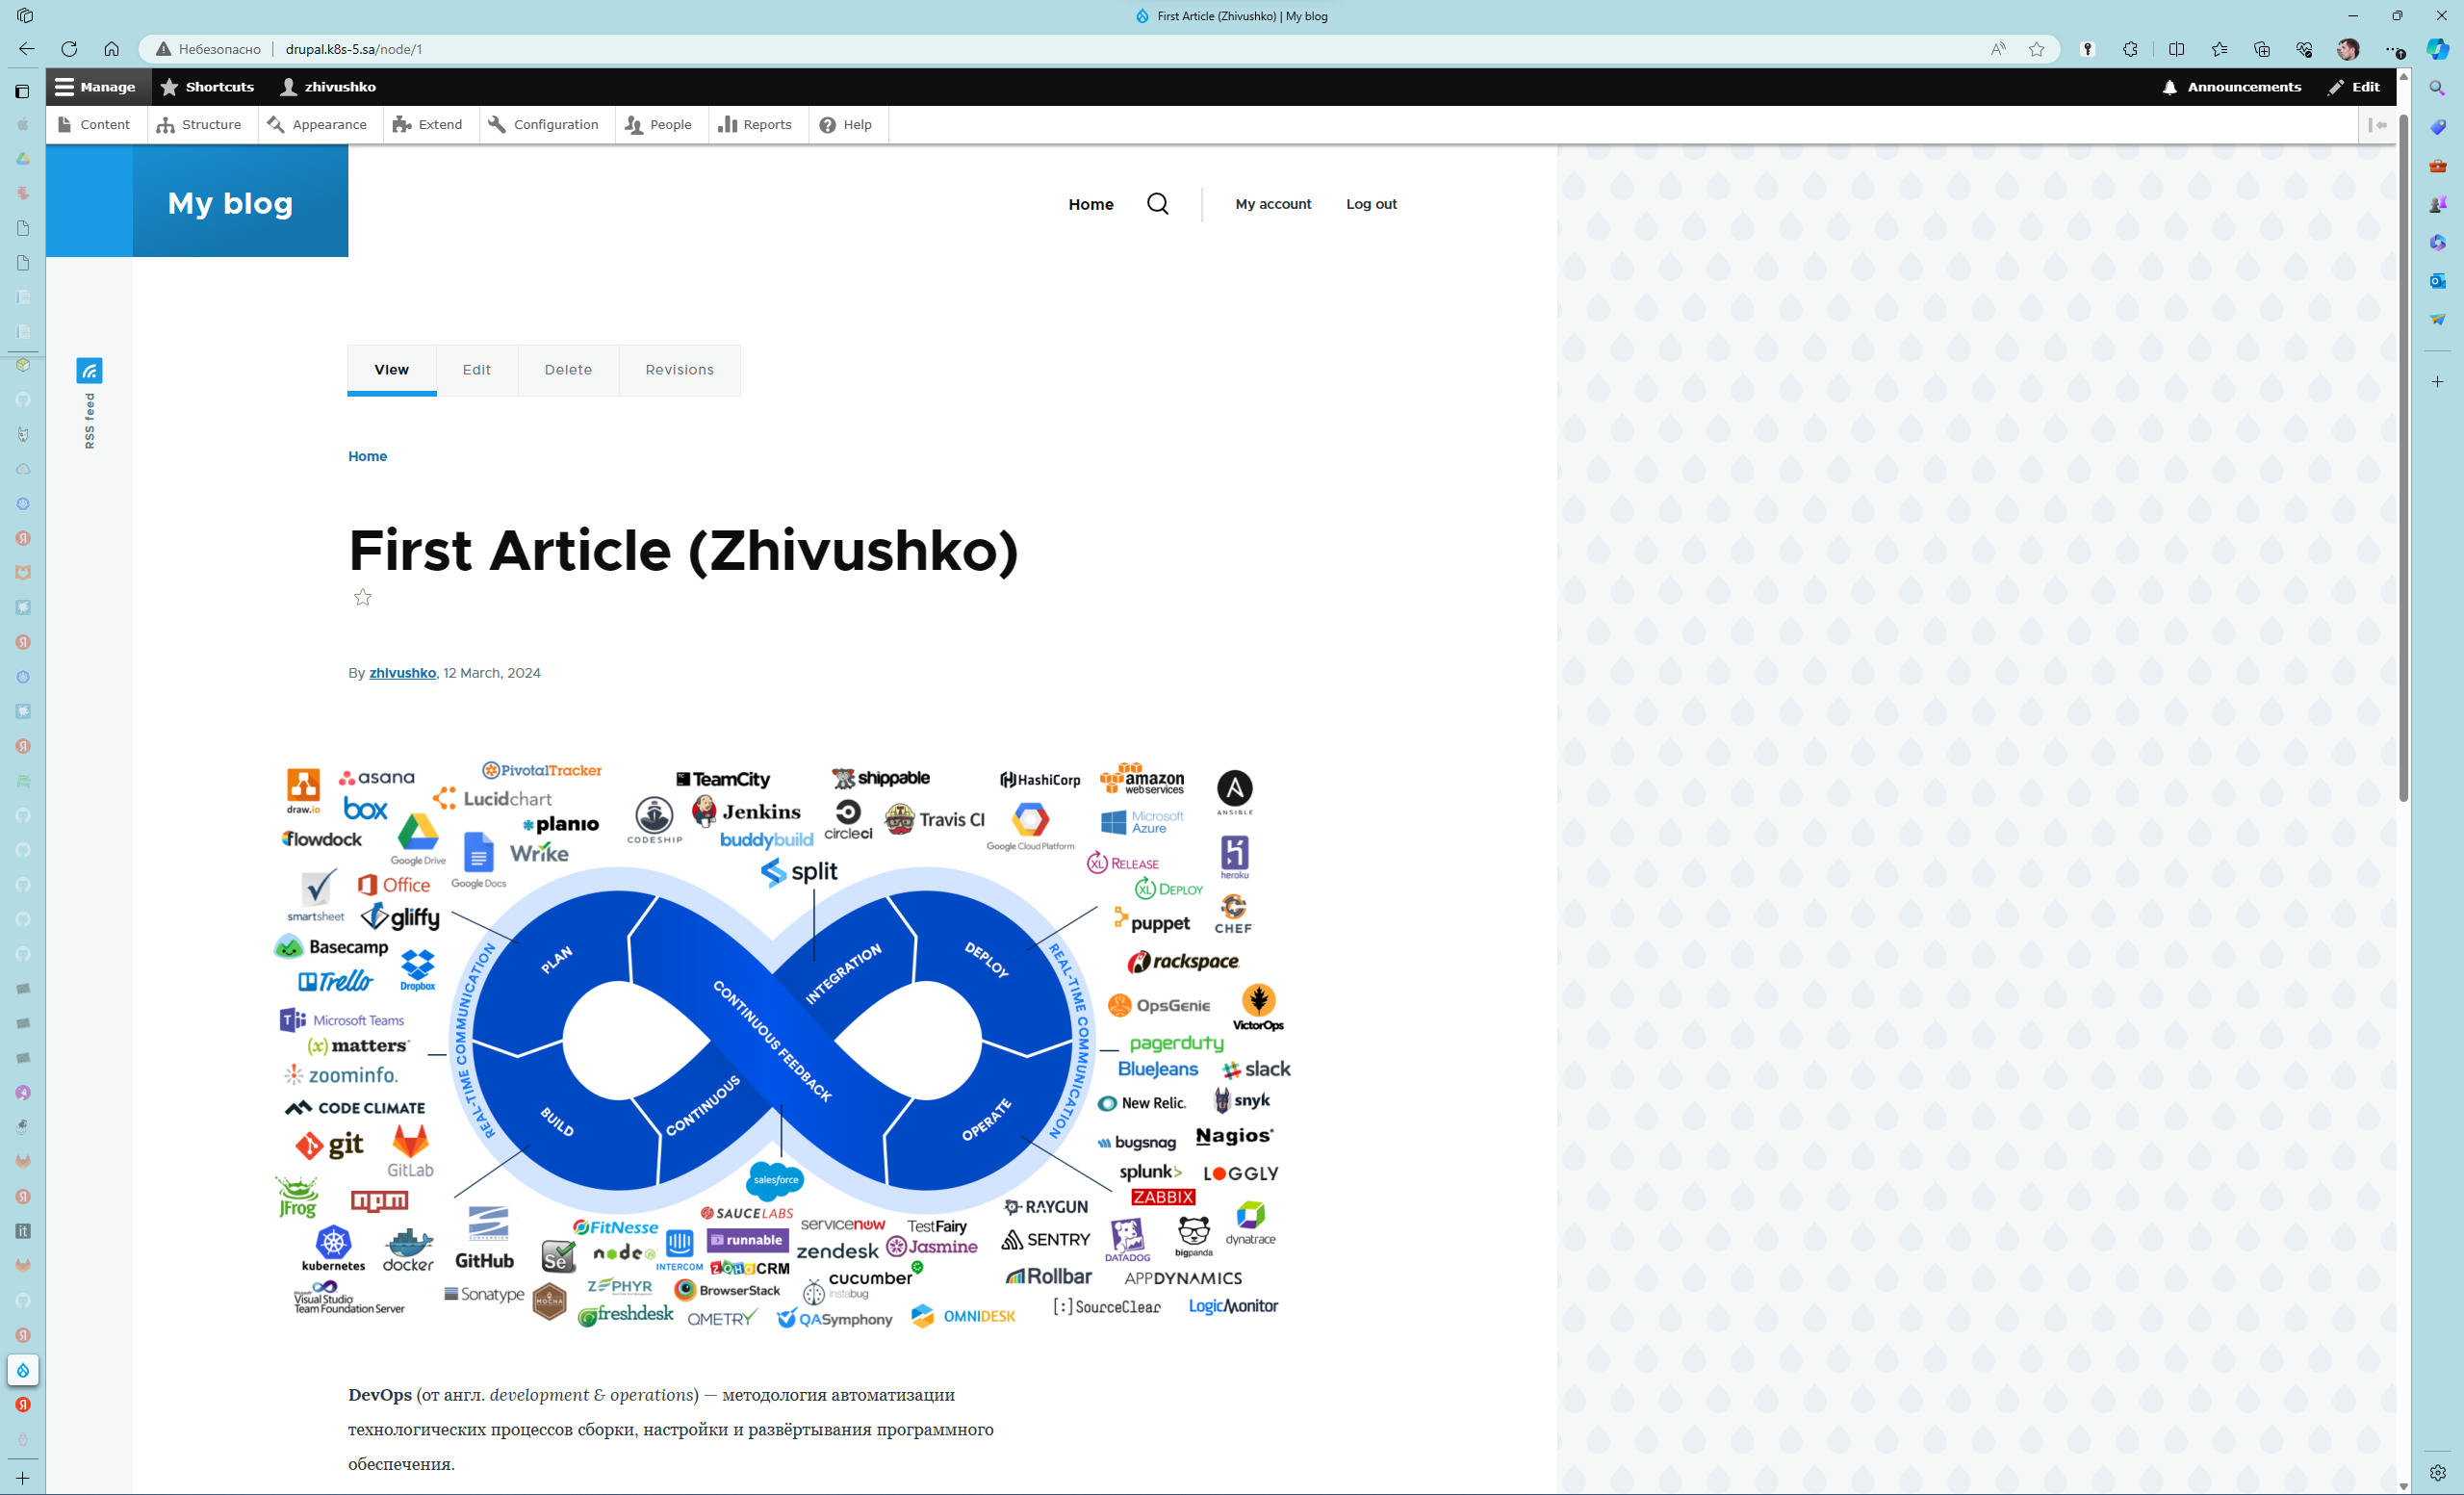 First Article (Zhivushko) | My blog
Небезопасно drupal.k8s-5.sa/node/1
Manage Shortcuts zhivushko Announcements Edit
Content Structure Appearance Extend Configuration People Reports Help
My blog Home My account Log out
View Edit Delete Revisions
RSS feed
Home
First Article (Zhivushko)
By zhivushko, 12 March, 2024
draw.io
asana
PivotalTracker
box
Lucidchart
flowdock
Google Drive
planio
Google Docs
Wrike
TeamCity
shippable
CODESHIP
Jenkins
circleci
Travis CI
buddybuild
split
HashiCorp
amazon
web services
ANSIBLE
Google Cloud Platform
Microsoft
Azure
XL RELEASE
heroku
XL DEPLOY
puppet
CHEF
rackspace
smartsheet
Office
gliffy
Basecamp
Trello
Dropbox
Microsoft Teams
(x)matters
zoominfo.
CODE CLIMATE
git
GitLab
JFrog
npm
kubernetes
docker
SUBVERSION
GitHub
Visual Studio
Team Foundation Server
Sonatype
REAL-TIME COMMUNICATION
PLAN
BUILD
CONTINUOUS
INTEGRATION
CONTINUOUS FEEDBACK
DEPLOY
OPERATE
REAL-TIME COMMUNICATION
OpsGenie
VictorOps
pagerduty
BlueJeans
slack
New Relic.
snyk
bugsnag
Nagios
splunk>
LOGGLY
ZABBIX
RAYGUN
SENTRY
DATADOG
bigpanda
dynatrace
Rollbar
APPDYNAMICS
[:]SourceClear
LogicMonitor
salesforce
SAUCELABS
servicenow
TestFairy
FitNesse
Se
node
INTERCOM
runnable
zendesk
Jasmine
ZOHO CRM
cucumber
MOCHA
ZEPHYR
BrowserStack
instabug
freshdesk
QMETRY
QASymphony
OMNIDESK
DevOps (от англ. development & operations) — методология автоматизации
технологических процессов сборки, настройки и развёртывания программного
обеспечения.